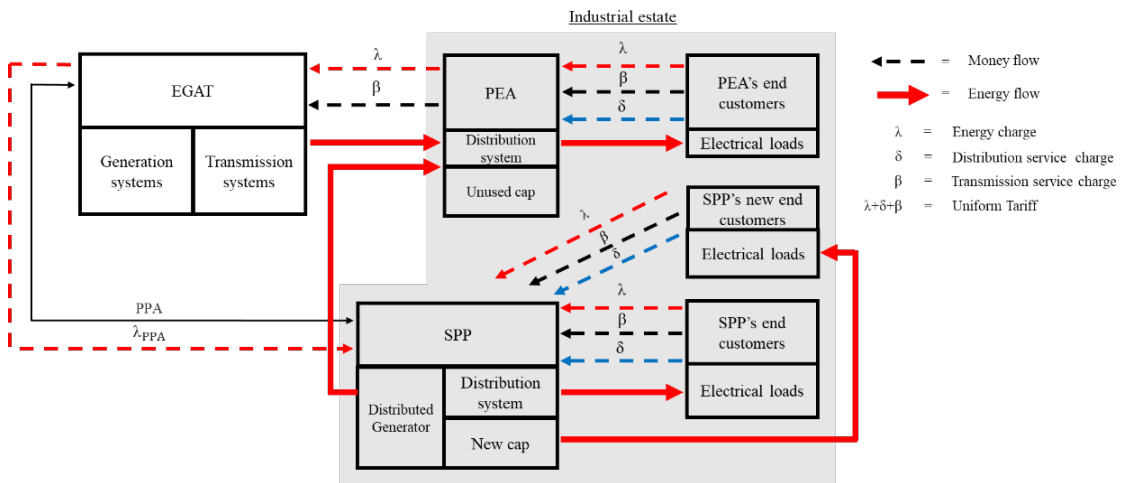 Industrial estate
EGAT
Generation
systems
Transmission
systems
λ
β
PEA
Distribution
system
Unused cap
λ
β
δ
PEA's end
customers
Electrical loads
= Money flow
= Energy flow
λ = Energy charge
δ = Distribution service charge
β = Transmission service charge
λ+δ+β = Uniform Tariff
λ
β
δ
SPP's new end
customers
Electrical loads
PPA
λPPA
SPP
Distributed
Generator
Distribution
system
New cap
λ
β
δ
SPP's end
customers
Electrical loads